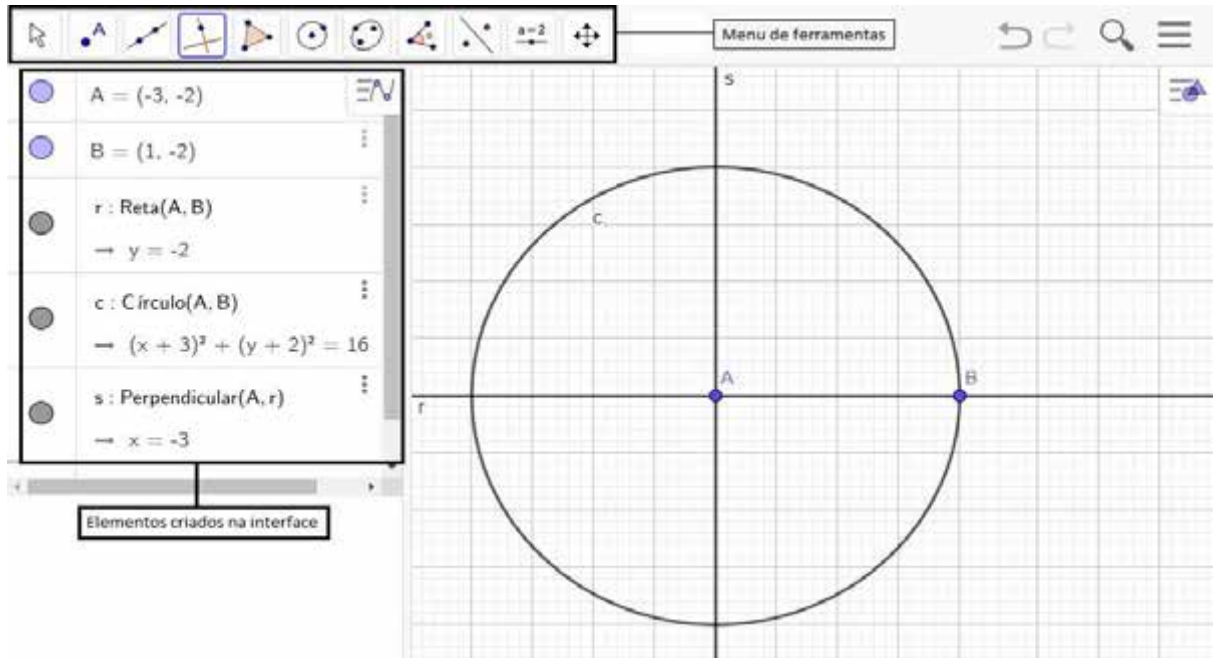 A
a=2
Menu de ferramentas
A = (-3, -2)
B = (1, -2)
r : Reta(A, B)
→ y = -2
c : Círculo(A, B)
→ (x + 3)² + (y + 2)² = 16
s : Perpendicular(A, r)
→ x = -3
Elementos criados na interface
s
c
A
B
r